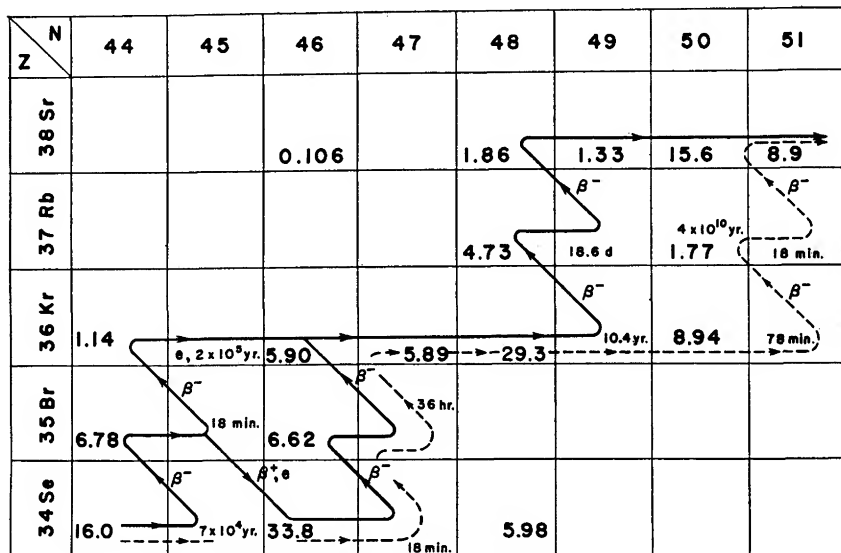 N
Z
44 45 46 47 48 49 50 51
38 Sr
0.106 1.86 1.33 15.6 8.9
β⁻ β⁻
37 Rb
4 x 10¹⁰ yr.
4.73 18.6 d 1.77 18 min.
β⁻ β⁻
36 Kr
1.14 e, 2 x 10⁵ yr. 5.90 5.89 29.3 10.4 yr. 8.94 78 min.
β⁻ β⁻
35 Br
36 hr.
6.78 18 min. 6.62
β⁻ β⁺, e β⁻
34 Se
16.0 7 x 10⁴ yr. 33.8 18 min. 5.98